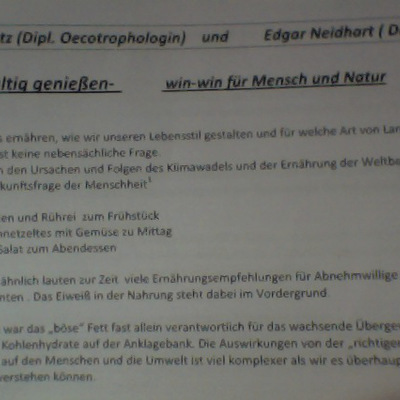 tz (Dipl. Oecotrophologin) und Edgar Neidhart ( D
ltig genießen- win-win für Mensch und Natur
s ernähren, wie wir unseren Lebensstil gestalten und für welche Art von Lan
st keine nebensächliche Frage.
n den Ursachen und Folgen des Klimawadels und der Ernährung der Weltbe
kunftsfrage der Menschheit¹
en und Rührei zum Frühstück
hnetzeltes mit Gemüse zu Mittag
Salat zum Abendessen
ähnlich lauten zur Zeit viele Ernährungsempfehlungen für Abnehmwillige
nten . Das Eiweiß in der Nahrung steht dabei im Vordergrund.
war das „böse" Fett fast allein verantwortlich für das wachsende Überge
Kohlenhydrate auf der Anklagebank. Die Auswirkungen von der „richtigen
auf den Menschen und die Umwelt ist viel komplexer als wir es überhaup
verstehen können.